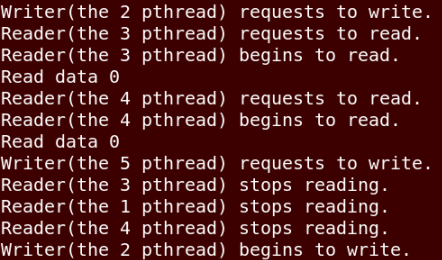 Writer(the 2 pthread) requests to write.
Reader(the 3 pthread) requests to read.
Reader(the 3 pthread) begins to read.
Read data 0
Reader(the 4 pthread) requests to read.
Reader(the 4 pthread) begins to read.
Read data 0
Writer(the 5 pthread) requests to write.
Reader(the 3 pthread) stops reading.
Reader(the 1 pthread) stops reading.
Reader(the 4 pthread) stops reading.
Writer(the 2 pthread) begins to write.